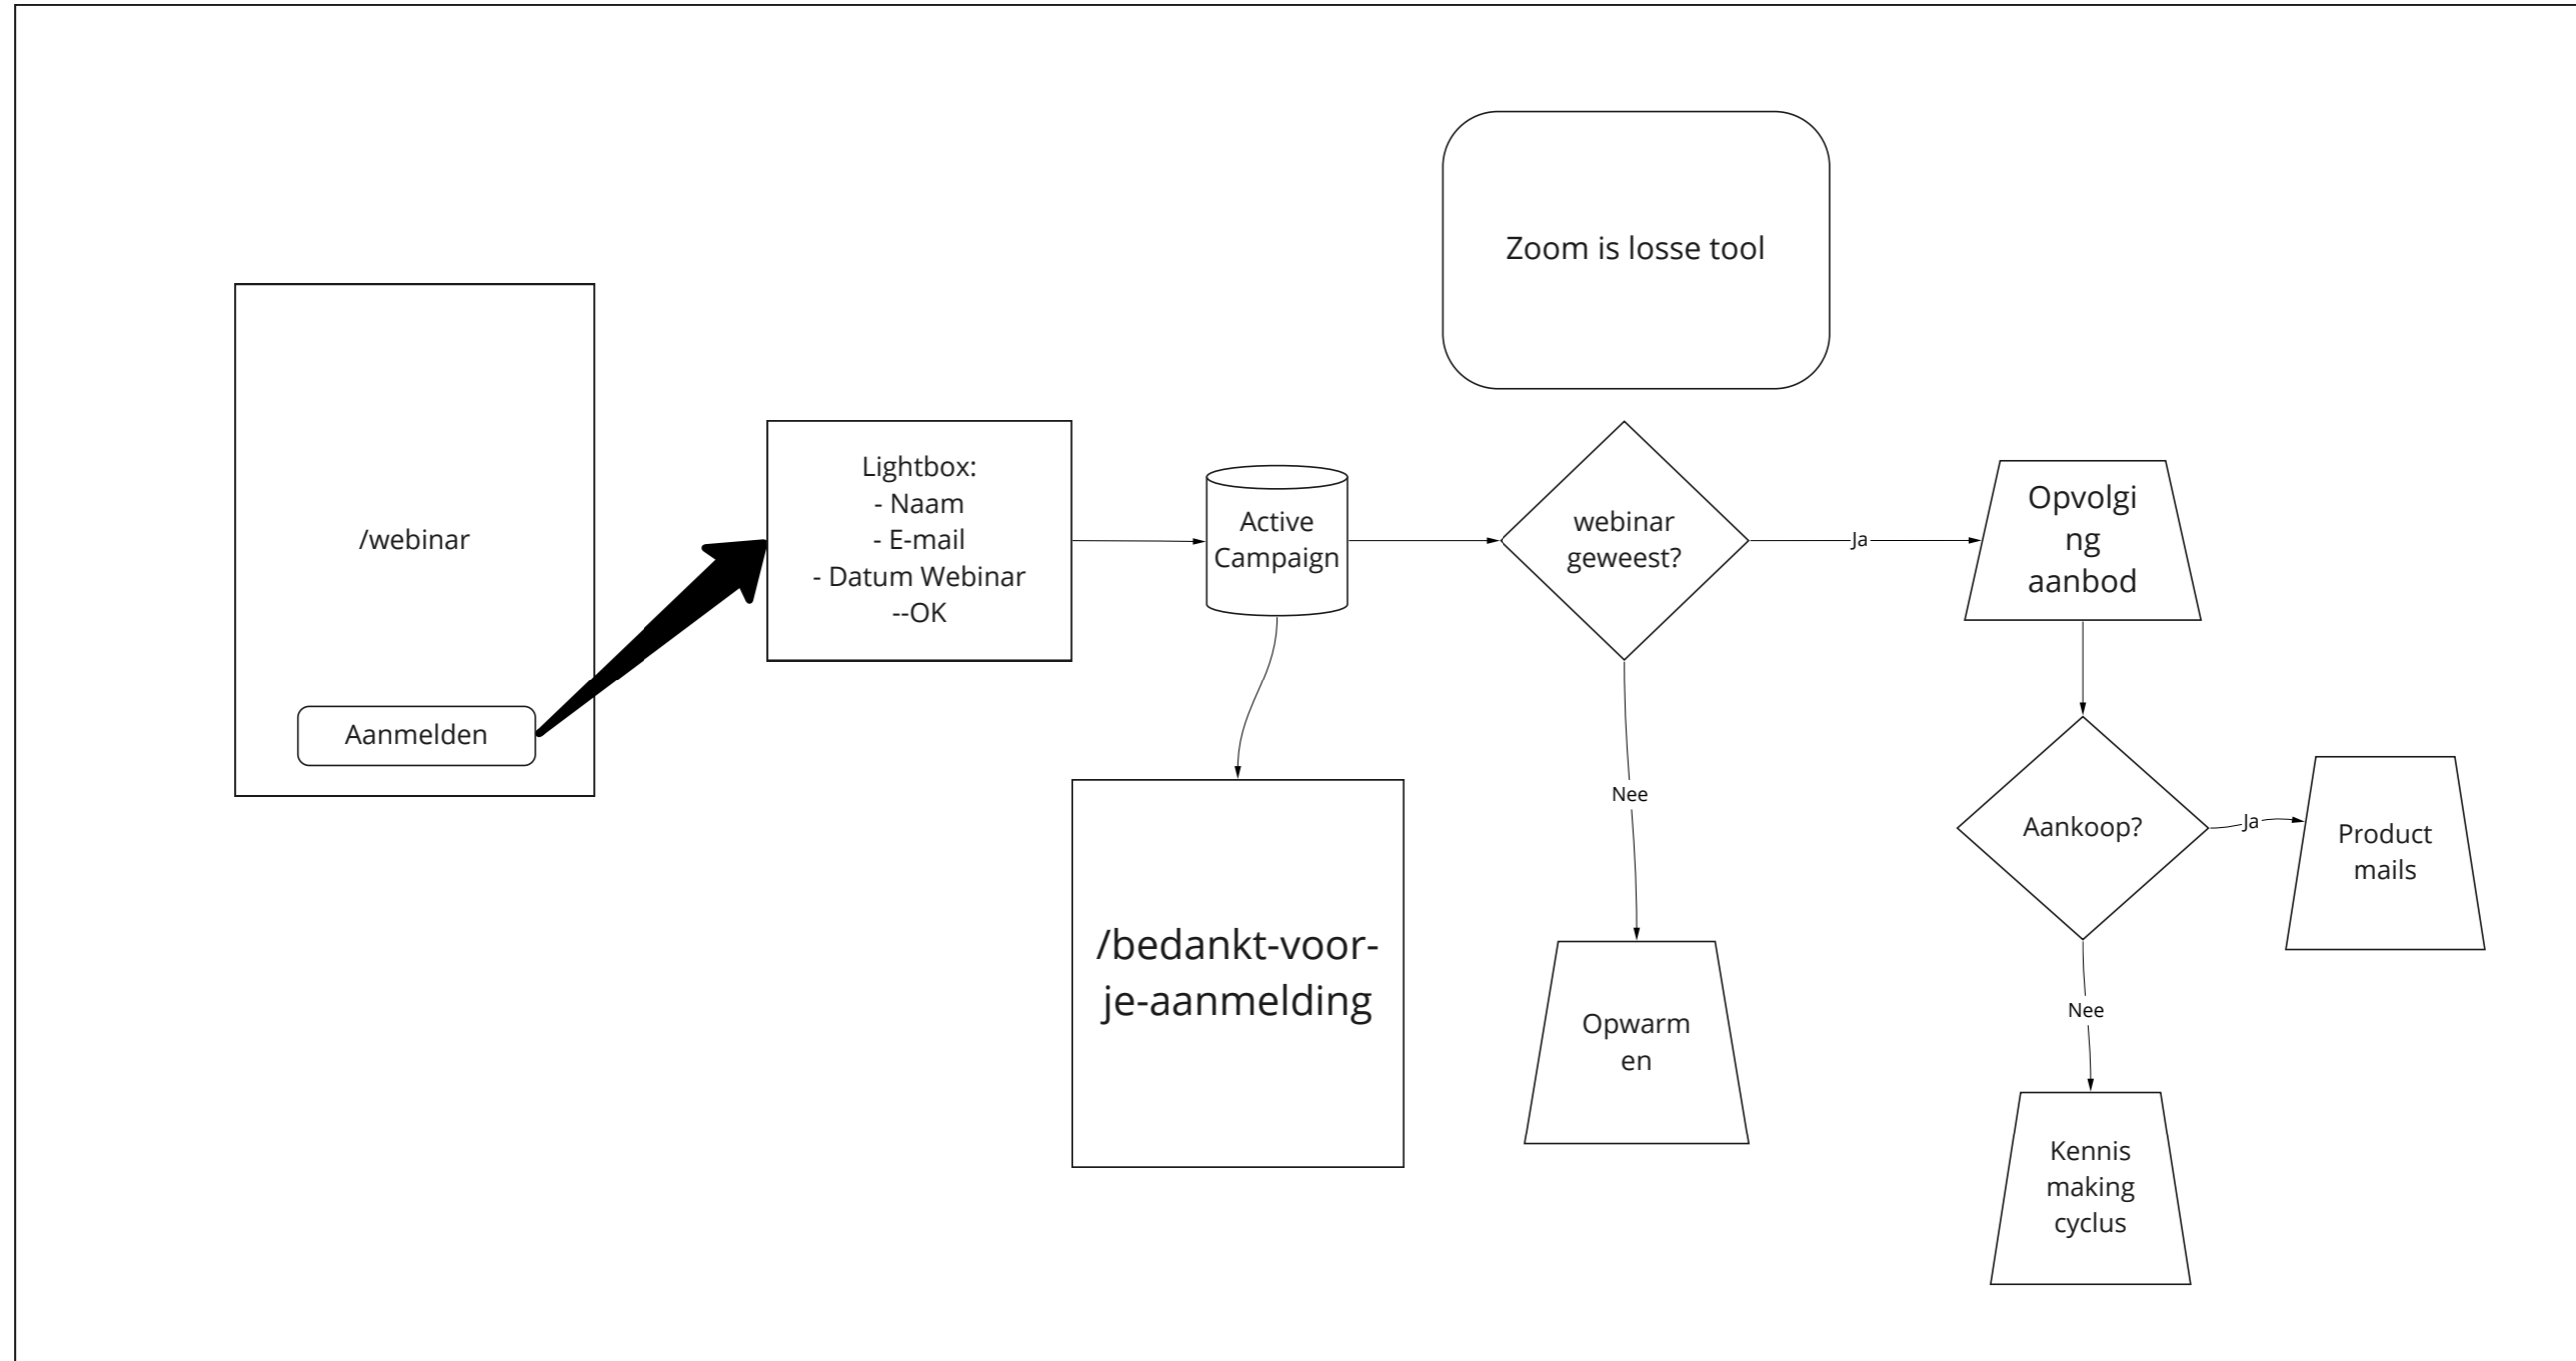 Zoom is losse tool
/webinar
Aanmelden
Lightbox:
- Naam
- E-mail
- Datum Webinar
--OK
Active
Campaign
/bedankt-voor-
je-aanmelding
webinar
geweest?
Ja
Nee
Opwarm
en
Opvolgi
ng
aanbod
Aankoop?
Ja
Product
mails
Nee
Kennis
making
cyclus